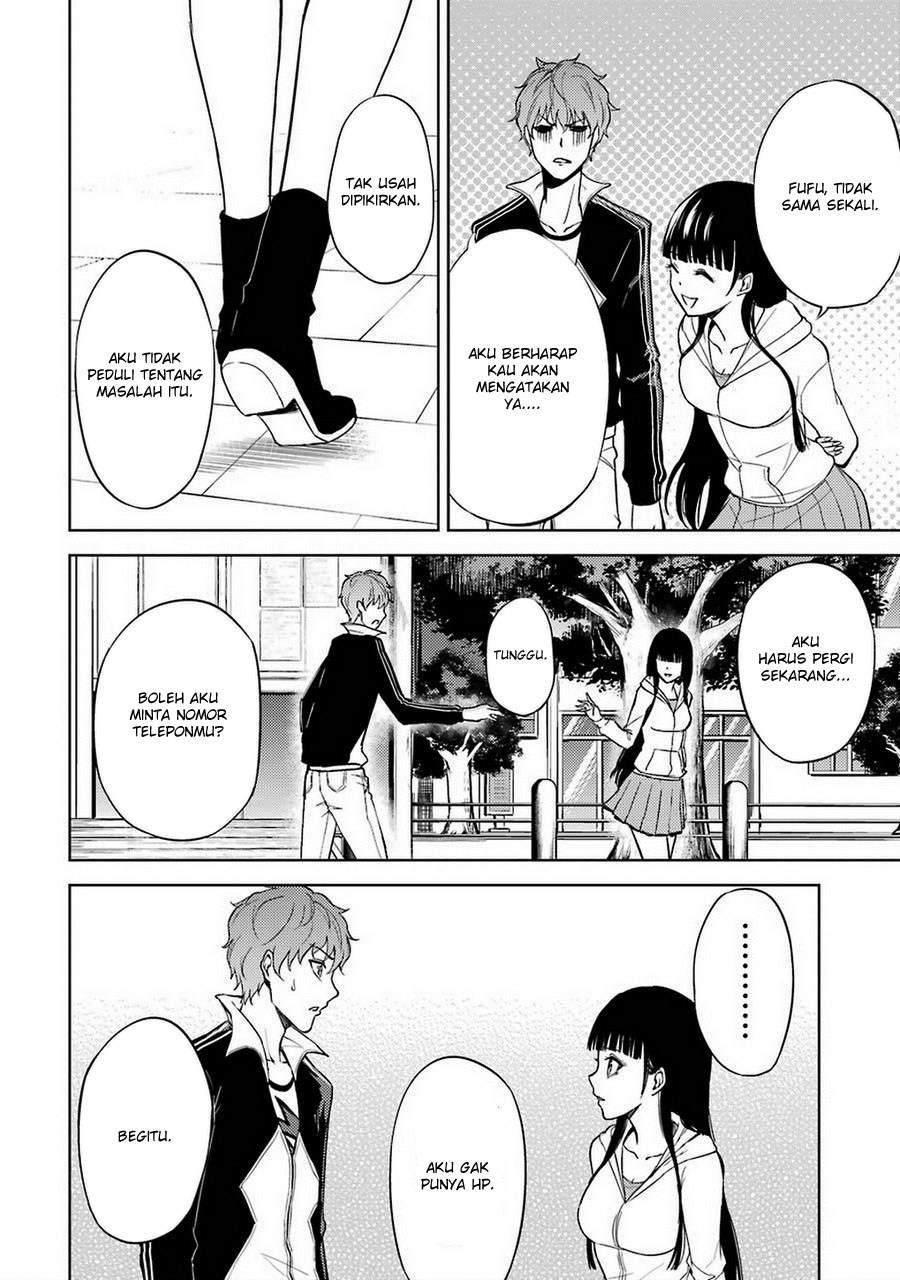 FUFU, TIDAK
SAMA SEKALI.
AKU BERHARAP
KAU AKAN
MENGATAKAN
YA....
TAK USAH
DIPIKIRKAN.
AKU TIDAK
PEDULI TENTANG
MASALAH ITU.
AKU
HARUS PERGI
SEKARANG...
TUNGGU.
BOLEH AKU
MINTA NOMOR
TELEPONMU?
.........
AKU GAK
PUNYA HP.
BEGITU.